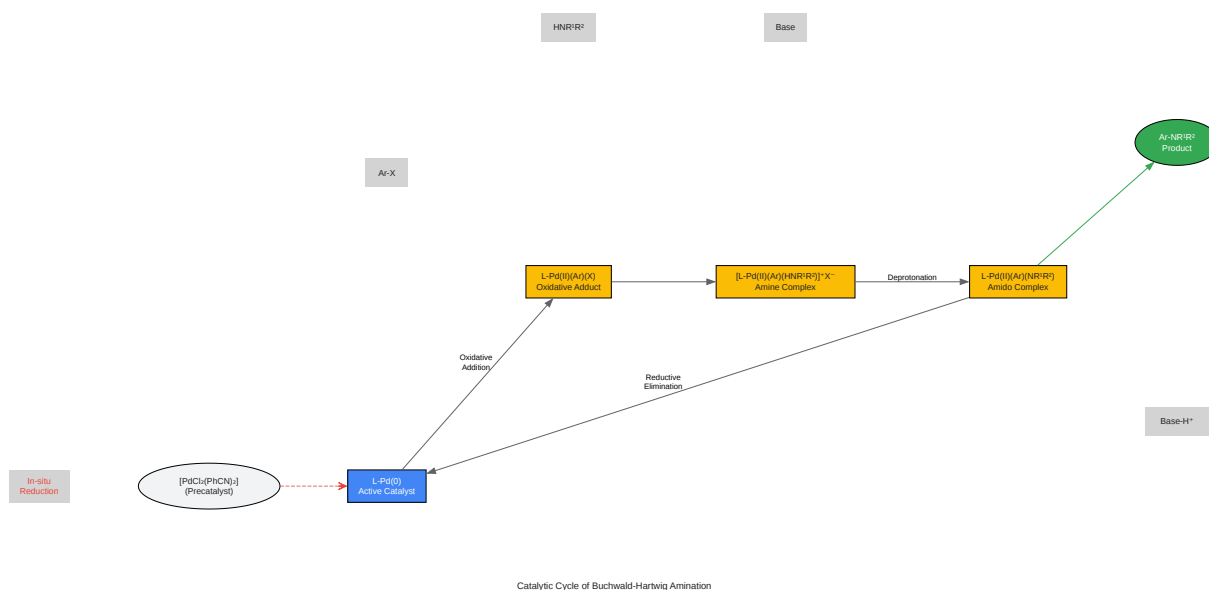 HNR¹R²
Base
Ar-NR¹R²
Product
Ar-X
L-Pd(II)(Ar)(X)
Oxidative Adduct
[L-Pd(II)(Ar)(HNR¹R²)]⁺X⁻
Amine Complex
Deprotonation
L-Pd(II)(Ar)(NR¹R²)
Amido Complex
Oxidative
Addition
Reductive
Elimination
Base-H⁺
In-situ
Reduction
[PdCl₂(PhCN)₂]
(Precatalyst)
L-Pd(0)
Active Catalyst
Catalytic Cycle of Buchwald-Hartwig Amination